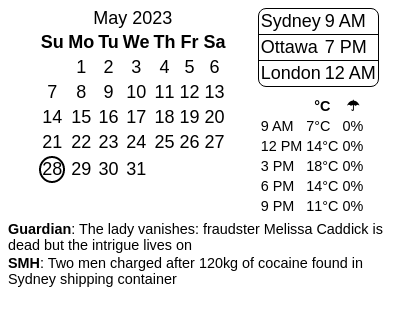 May 2023
Su Mo Tu We Th Fr Sa
1 2 3 4 5 6
7 8 9 10 11 12 13
14 15 16 17 18 19 20
21 22 23 24 25 26 27
28 29 30 31
Sydney 9 AM
Ottawa 7 PM
London 12 AM
°C ☂
9 AM 7°C 0%
12 PM 14°C 0%
3 PM 18°C 0%
6 PM 14°C 0%
9 PM 11°C 0%
Guardian: The lady vanishes: fraudster Melissa Caddick is
dead but the intrigue lives on
SMH: Two men charged after 120kg of cocaine found in
Sydney shipping container